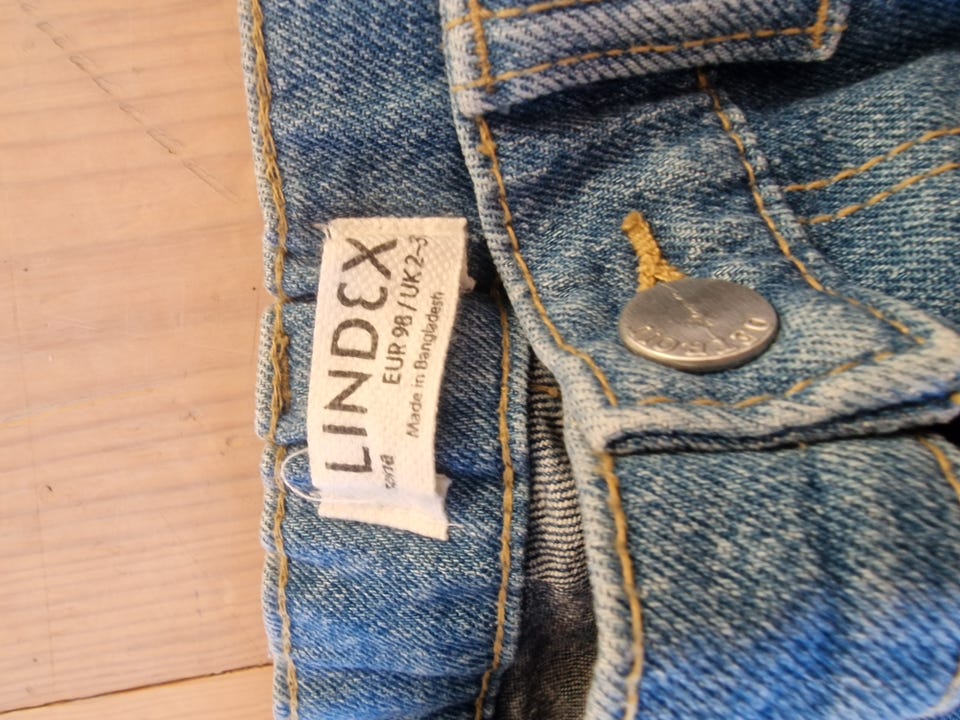 LINDEX
EUR 98 / UK 2-3
Made in Bangladesh